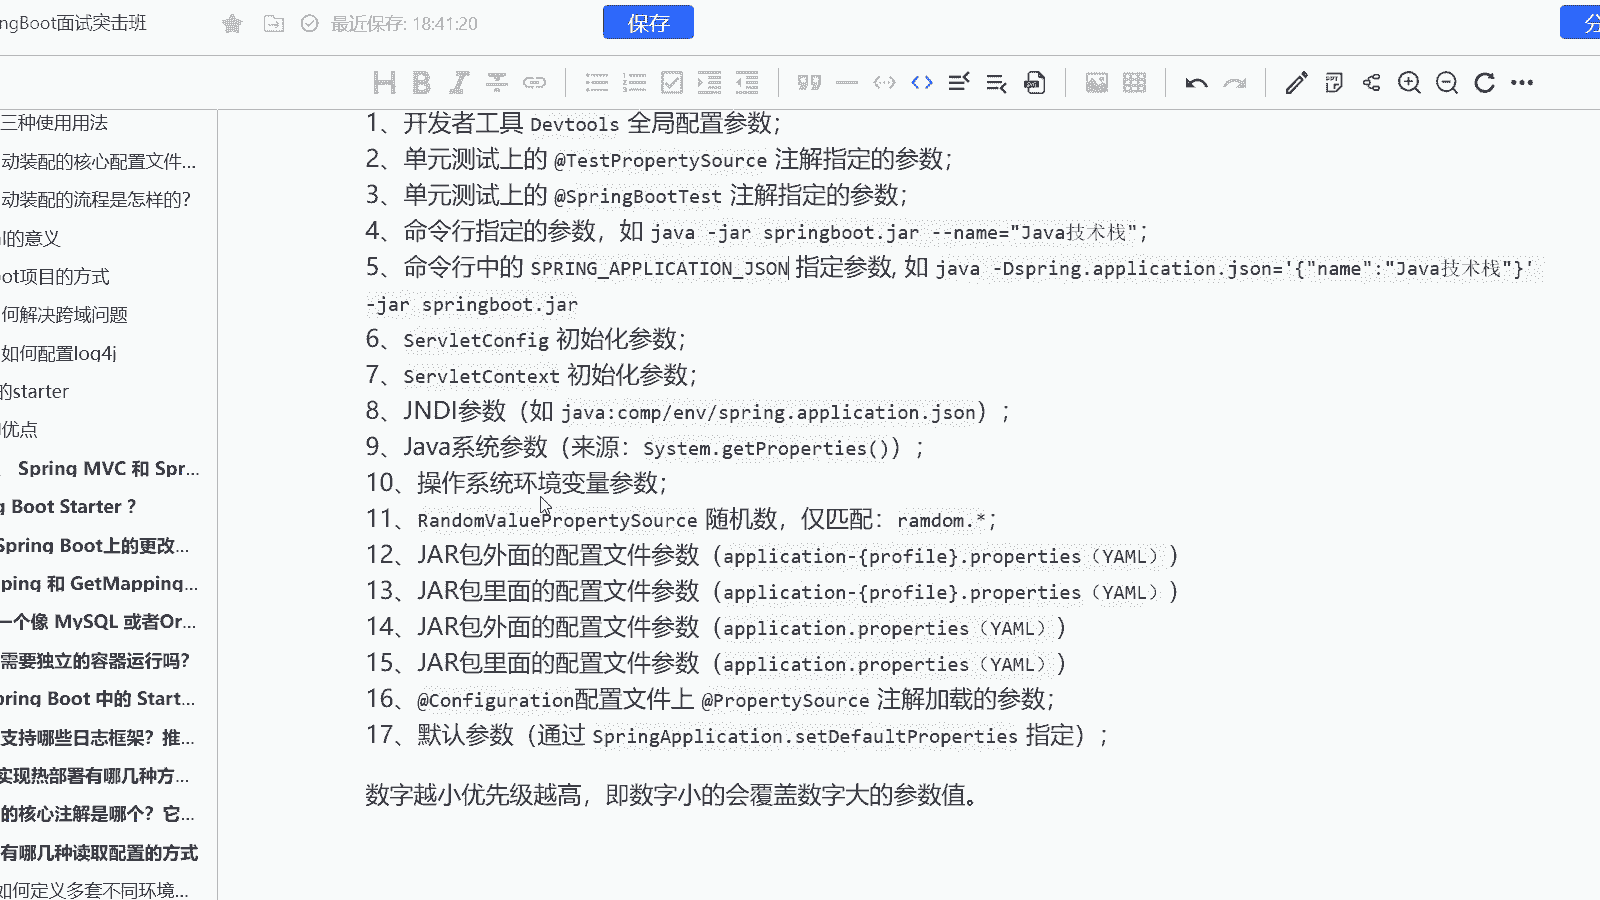 ngBoot面试突击班
最近保存: 18:41:20
保存
分
三种使用用法
动装配的核心配置文件...
动装配的流程是怎样的?
的意义
ot项目的方式
何解决跨域问题
如何配置log4j
的starter
优点
Spring MVC 和 Spr...
g Boot Starter ?
Spring Boot上的更改...
ping 和 GetMapping...
一个像 MySQL 或者Or...
需要独立的容器运行吗?
pring Boot 中的 Start...
支持哪些日志框架？推...
实现热部署有哪几种方...
的核心注解是哪个？它...
有哪几种读取配置的方式
如何定义多套不同环境...
1、开发者工具 Devtools 全局配置参数；
2、单元测试上的 @TestPropertySource 注解指定的参数；
3、单元测试上的 @SpringBootTest 注解指定的参数；
4、命令行指定的参数，如 java -jar springboot.jar --name="Java技术栈"；
5、命令行中的 SPRING_APPLICATION_JSON 指定参数, 如 java -Dspring.application.json='{"name":"Java技术栈"}'
-jar springboot.jar
6、ServletConfig 初始化参数；
7、ServletContext 初始化参数；
8、JNDI参数（如 java:comp/env/spring.application.json）；
9、Java系统参数（来源：System.getProperties()）；
10、操作系统环境变量参数；
11、RandomValuePropertySource 随机数，仅匹配：ramdom.*；
12、JAR包外面的配置文件参数（application-{profile}.properties（YAML））
13、JAR包里面的配置文件参数（application-{profile}.properties（YAML））
14、JAR包外面的配置文件参数（application.properties（YAML））
15、JAR包里面的配置文件参数（application.properties（YAML））
16、@Configuration配置文件上 @PropertySource 注解加载的参数；
17、默认参数（通过 SpringApplication.setDefaultProperties 指定）；
数字越小优先级越高，即数字小的会覆盖数字大的参数值。